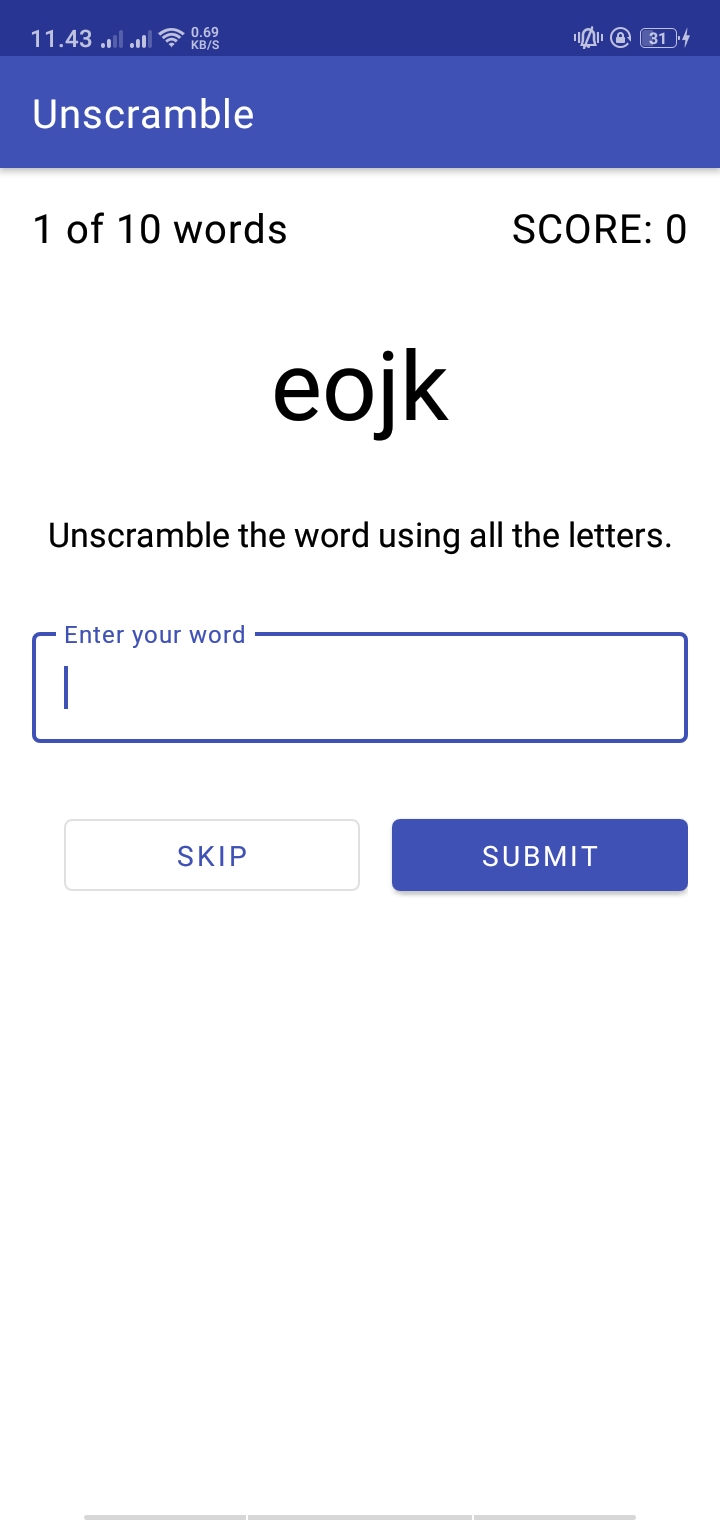 11.43 0.69 KB/S 31
Unscramble
1 of 10 words SCORE: 0
eojk
Unscramble the word using all the letters.
Enter your word
SKIP SUBMIT